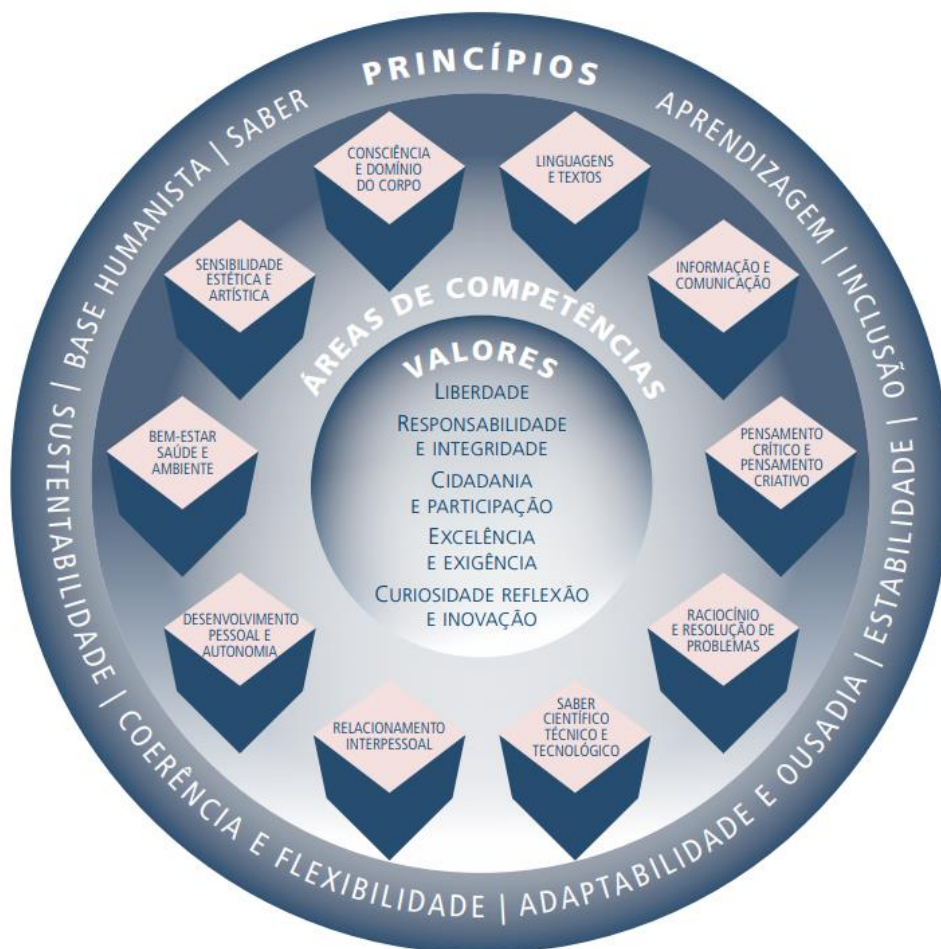 PRINCÍPIOS
APRENDIZAGEM | INCLUSÃO | ESTABILIDADE | ADAPTABILIDADE E OUSADIA | COERÊNCIA E FLEXIBILIDADE | SUSTENTABILIDADE | BASE HUMANISTA | SABER
CONSCIÊNCIA
E DOMÍNIO
DO CORPO
LINGUAGENS
E TEXTOS
SENSIBILIDADE
ESTÉTICA E
ARTÍSTICA
INFORMAÇÃO E
COMUNICAÇÃO
ÁREAS DE COMPETÊNCIAS
VALORES
LIBERDADE
RESPONSABILIDADE
E INTEGRIDADE
CIDADANIA
E PARTICIPAÇÃO
EXCELÊNCIA
E EXIGÊNCIA
CURIOSIDADE REFLEXÃO
E INOVAÇÃO
BEM-ESTAR
SAÚDE E
AMBIENTE
PENSAMENTO
CRÍTICO E
PENSAMENTO
CRIATIVO
DESENVOLVIMENTO
PESSOAL E
AUTONOMIA
RACIOCÍNIO
E RESOLUÇÃO DE
PROBLEMAS
RELACIONAMENTO
INTERPESSOAL
SABER
CIENTÍFICO
TÉCNICO E
TECNOLÓGICO